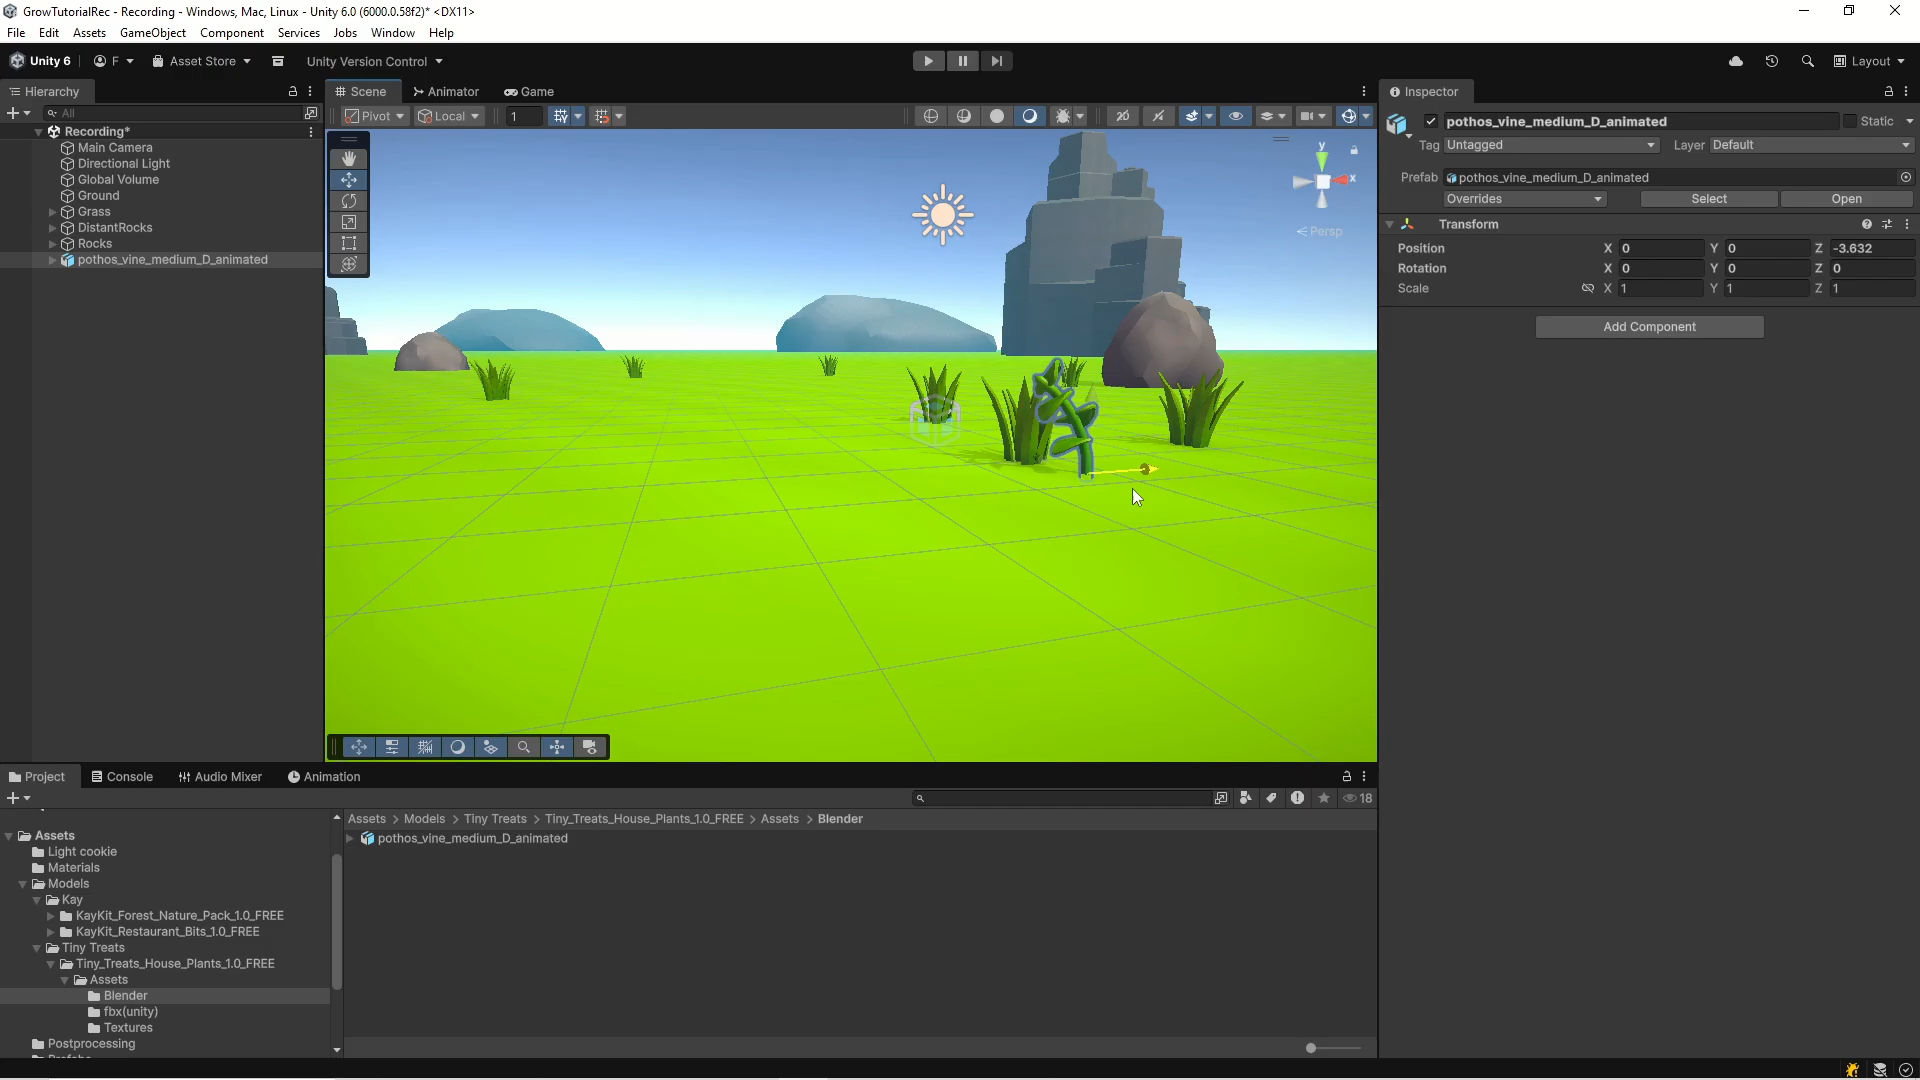 GrowTutorialRec - Recording - Windows, Mac, Linux - Unity 6.0 (6000.0.58f2)* <DX11>
File Edit Assets GameObject Component Services Jobs Window Help
Unity 6 F Asset Store Unity Version Control Layout
Hierarchy Scene Animator Game Inspector
All Pivot Local 1 2D
pothos_vine_medium_D_animated Static
Recording*
Main Camera
Directional Light
Global Volume
Ground
Grass
DistantRocks
Rocks
pothos_vine_medium_D_animated
y
x
Persp
Tag Untagged Layer Default
Prefab pothos_vine_medium_D_animated
Overrides Select Open
Transform
Position X 0 Y 0 Z -3.632
Rotation X 0 Y 0 Z 0
Scale X 1 Y 1 Z 1
Add Component
Project Console Audio Mixer Animation
18
Assets
Light cookie
Materials
Models
Kay
KayKit_Forest_Nature_Pack_1.0_FREE
KayKit_Restaurant_Bits_1.0_FREE
Tiny Treats
Tiny_Treats_House_Plants_1.0_FREE
Assets
Blender
fbx(unity)
Textures
Postprocessing
Assets > Models > Tiny Treats > Tiny_Treats_House_Plants_1.0_FREE > Assets > Blender
pothos_vine_medium_D_animated